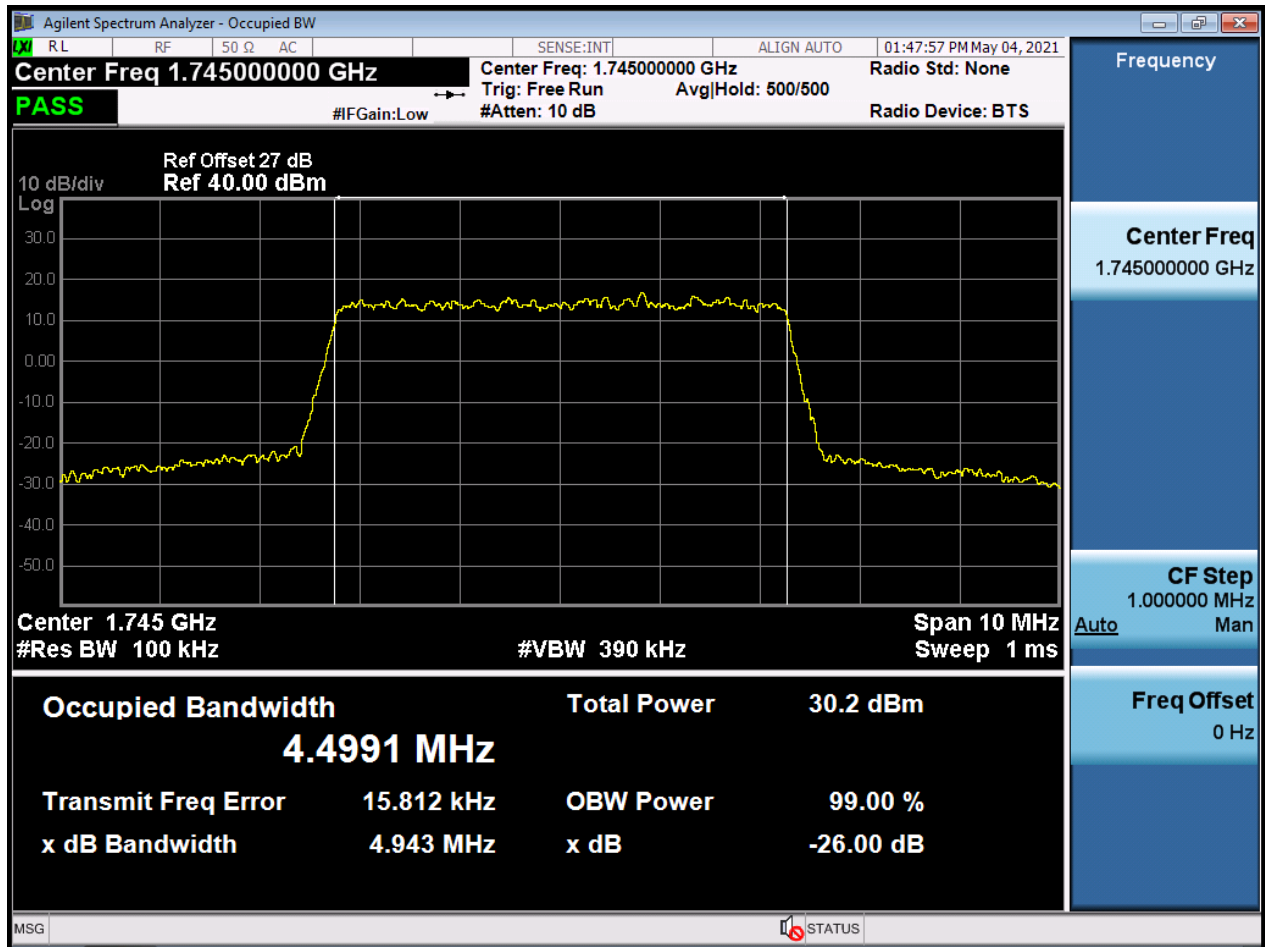 Agilent Spectrum Analyzer - Occupied BW
LXI RL RF 50 Ω AC SENSE:INT ALIGN AUTO 01:47:57 PM May 04, 2021
Center Freq 1.745000000 GHz
Center Freq: 1.745000000 GHz Radio Std: None
Trig: Free Run Avg|Hold: 500/500
PASS
#IFGain:Low #Atten: 10 dB Radio Device: BTS
Ref Offset 27 dB
10 dB/div Ref 40.00 dBm
Log
30.0
20.0
10.0
0.00
-10.0
-20.0
-30.0
-40.0
-50.0
Center 1.745 GHz Span 10 MHz
#Res BW 100 kHz #VBW 390 kHz Sweep 1 ms
Occupied Bandwidth Total Power 30.2 dBm
4.4991 MHz
Transmit Freq Error 15.812 kHz OBW Power 99.00 %
x dB Bandwidth 4.943 MHz x dB -26.00 dB
Frequency
Center Freq
1.745000000 GHz
CF Step
1.000000 MHz
Auto Man
Freq Offset
0 Hz
MSG STATUS